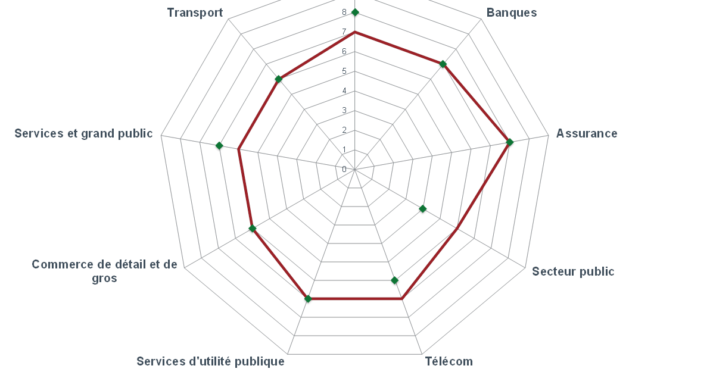 Transport
Banques
8
7
6
5
4
3
2
1
0
Services et grand public
Assurance
Commerce de détail et de
gros
Secteur public
Services d'utilité publique
Télécom